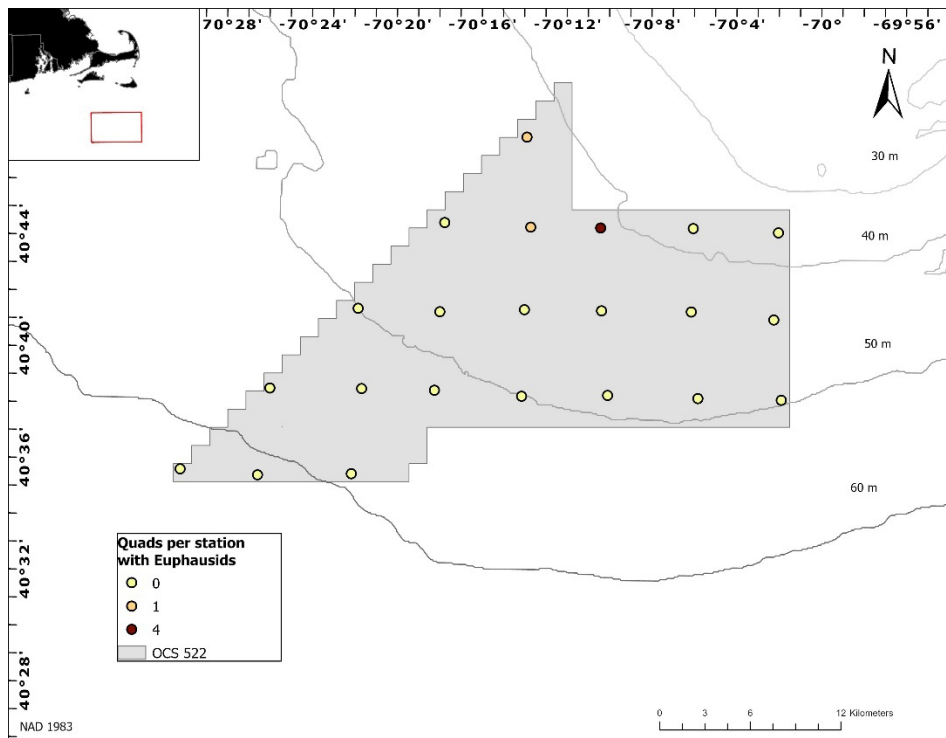 70°28' -70°20' -70°16' -70°12' -70°8' -70°4' -70° -69°56'
N
30 m
40°44'
40 m
40°40'
50 m
40°36'
60 m
40°32'
Quads per station
with Euphausids
0
1
4
OCS 522
40°28'
NAD 1983
0 3 6 12 Kilometers